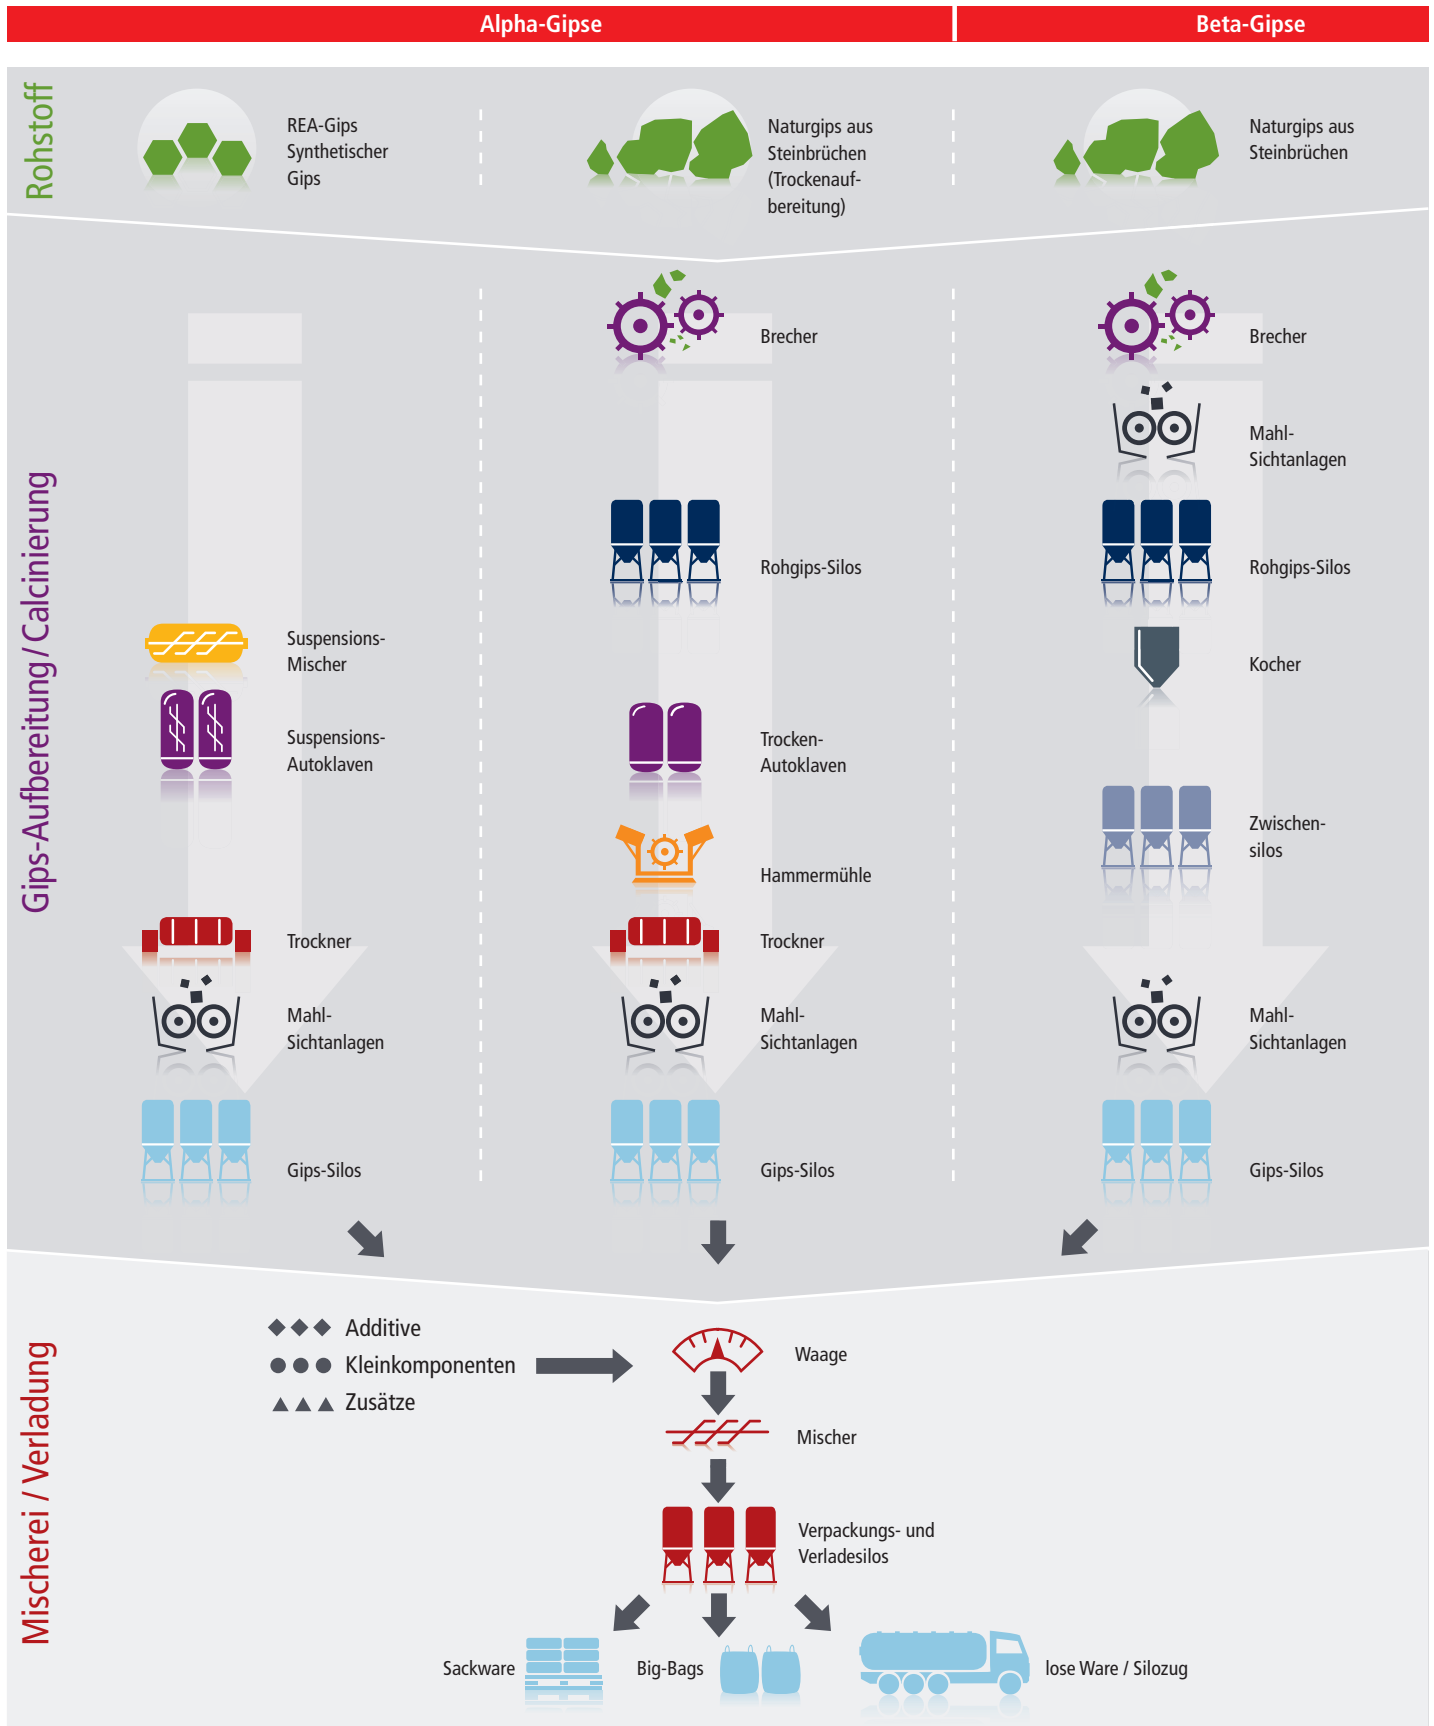 Alpha-Gipse
Beta-Gipse
Rohstoff
REA-Gips
Synthetischer
Gips
Naturgips aus
Steinbrüchen
(Trockenauf-
bereitung)
Naturgips aus
Steinbrüchen
Gips-Aufbereitung / Calcinierung
Suspensions-
Mischer
Suspensions-
Autoklaven
Trockner
Mahl-
Sichtanlagen
Gips-Silos
Brecher
Rohgips-Silos
Trocken-
Autoklaven
Hammermühle
Trockner
Mahl-
Sichtanlagen
Gips-Silos
Brecher
Mahl-
Sichtanlagen
Rohgips-Silos
Kocher
Zwischen-
silos
Mahl-
Sichtanlagen
Gips-Silos
Mischerei / Verladung
Additive
Kleinkomponenten
Zusätze
Waage
Mischer
Verpackungs- und
Verladesilos
Sackware
Big-Bags
lose Ware / Silozug